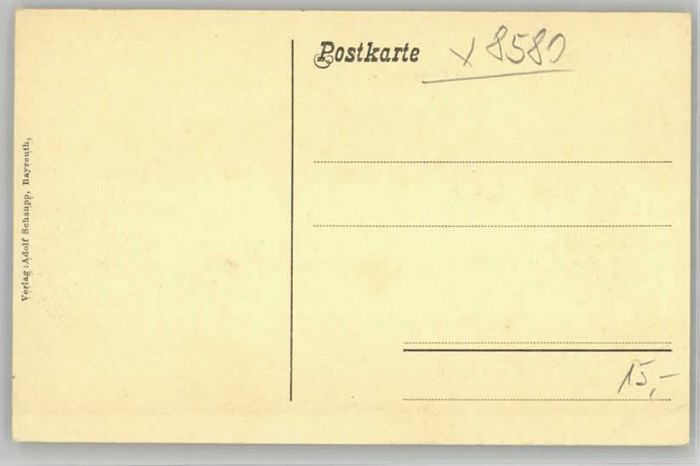 Postkarte
x 8580
Verlag: Adolf Schaupp, Bayreuth,
15,-